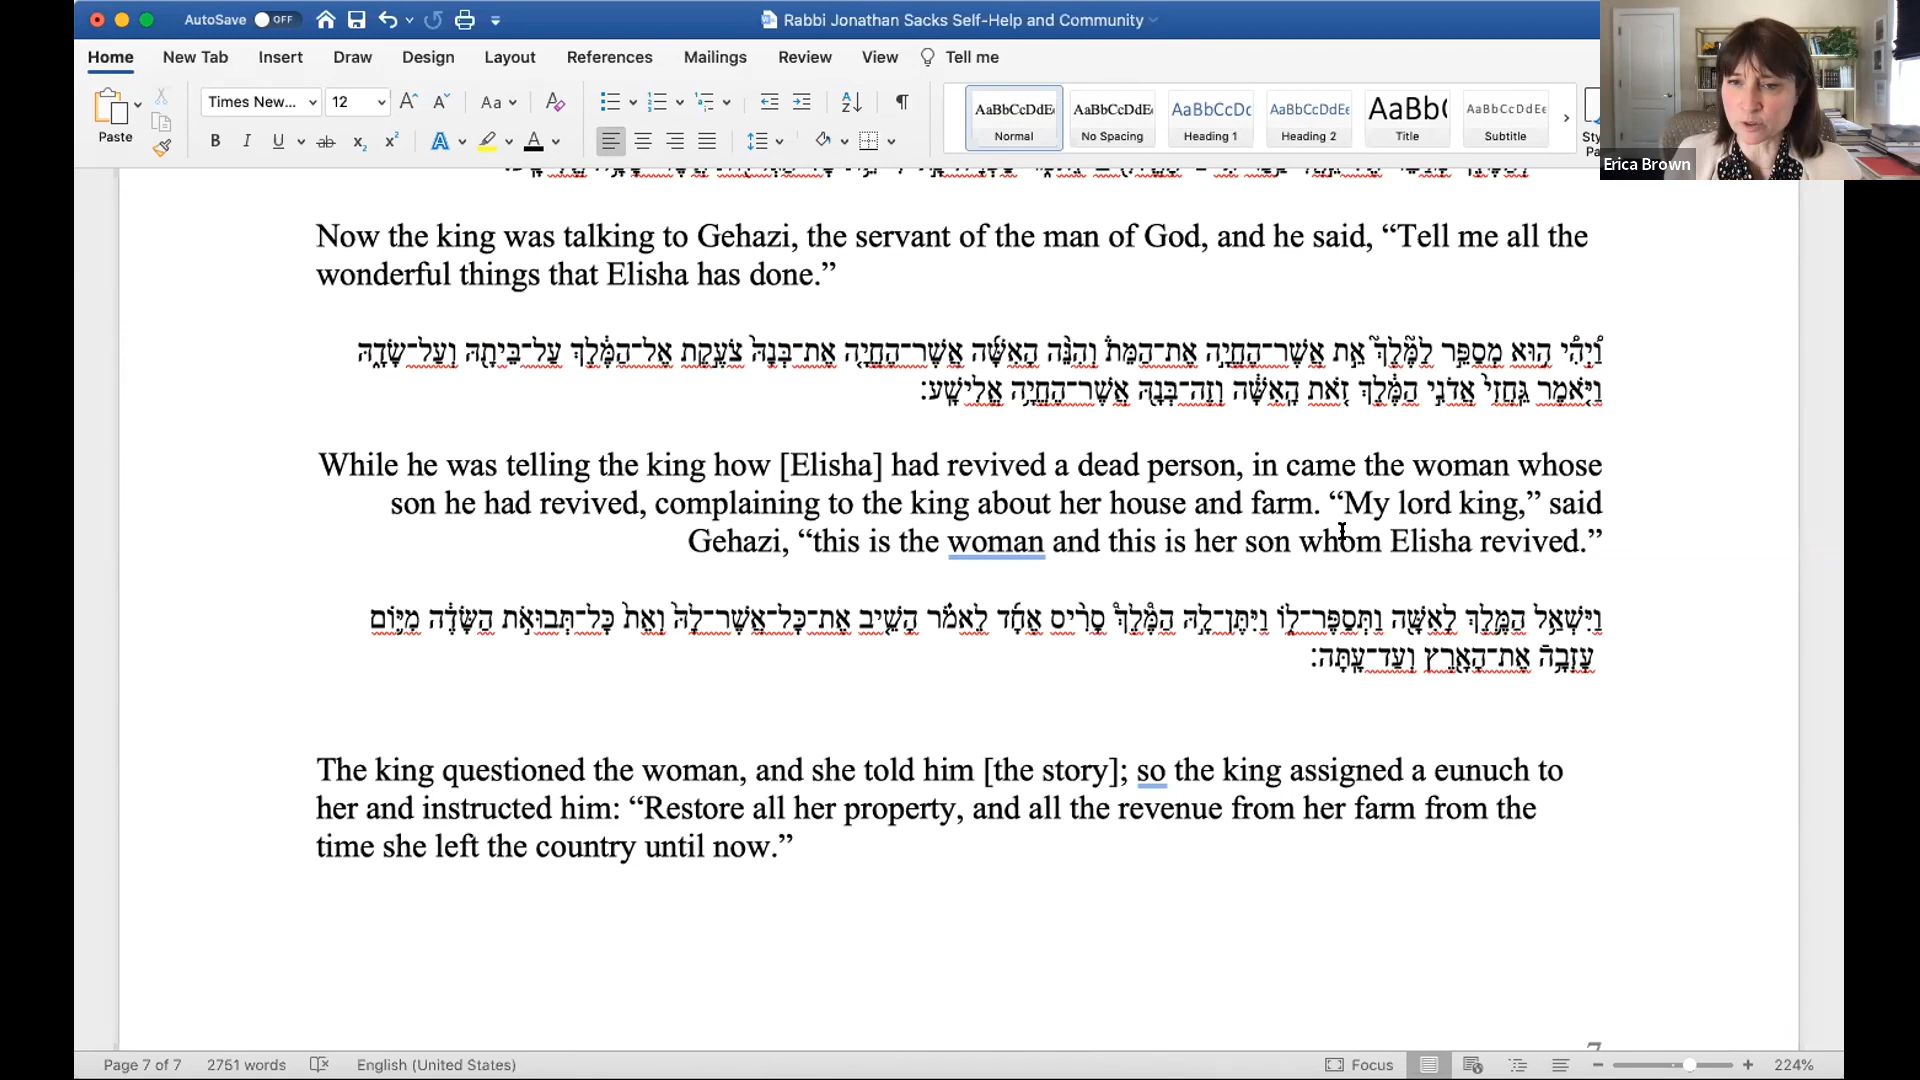 AutoSave OFF
Rabbi Jonathan Sacks Self-Help and Community
Home New Tab Insert Draw Design Layout References Mailings Review View Tell me
Times New... 12
Paste
AaBbCcDdEe AaBbCcDdEe AaBbCcDc AaBbCcDdEe AaBb( AaBbCcDdEe
Normal No Spacing Heading 1 Heading 2 Title Subtitle
Erica Brown
Now the king was talking to Gehazi, the servant of the man of God, and he said, “Tell me all the
wonderful things that Elisha has done.”
וַ֠יְהִ֠י ה֥וּא מְסַפֵּ֣ר לַמֶּ֘לֶךְ֮ אֵ֣ת אֲשֶׁר־הֶחֱיָ֣ה אֶת־הַמֵּת֒ וְהִנֵּ֨ה הָאִשָּׁ֜ה אֲשֶׁר־הֶחֱיָ֤ה אֶת־בְּנָהּ֙ צֹעֶ֣קֶת אֶל־הַמֶּ֔לֶךְ עַל־בֵּיתָ֖הּ וְעַל־שָׂדָ֑הּ
וַיֹּ֤אמֶר גֵּֽחֲזִי֙ אֲדֹנִ֣י הַמֶּ֔לֶךְ זֹ֚את הָֽאִשָּׁ֔ה וְזֶה־בְּנָ֖הּ אֲשֶׁר־הֶחֱיָ֥ה אֱלִישָֽׁע׃
While he was telling the king how [Elisha] had revived a dead person, in came the woman whose
son he had revived, complaining to the king about her house and farm. “My lord king,” said
Gehazi, “this is the woman and this is her son whom Elisha revived.”
וַיִּשְׁאַ֥ל הַמֶּ֛לֶךְ לָאִשָּׁ֖ה וַתְּסַפֶּר־ל֑וֹ וַיִּתֶּן־לָ֣הּ הַמֶּ֩לֶךְ֩ סָרִ֨יס אֶחָ֜ד לֵאמֹ֗ר הָשֵׁ֤יב אֶת־כָּל־אֲשֶׁר־לָהּ֙ וְאֵת֙ כָּל־תְּבוּאֹ֣ת הַשָּׂדֶ֔ה מִיּ֛וֹם
עָזְבָ֥הֿ אֶת־הָאָ֖רֶץ וְעַד־עָֽתָּה׃
The king questioned the woman, and she told him [the story]; so the king assigned a eunuch to
her and instructed him: “Restore all her property, and all the revenue from her farm from the
time she left the country until now.”
Page 7 of 7 2751 words English (United States) Focus 224%